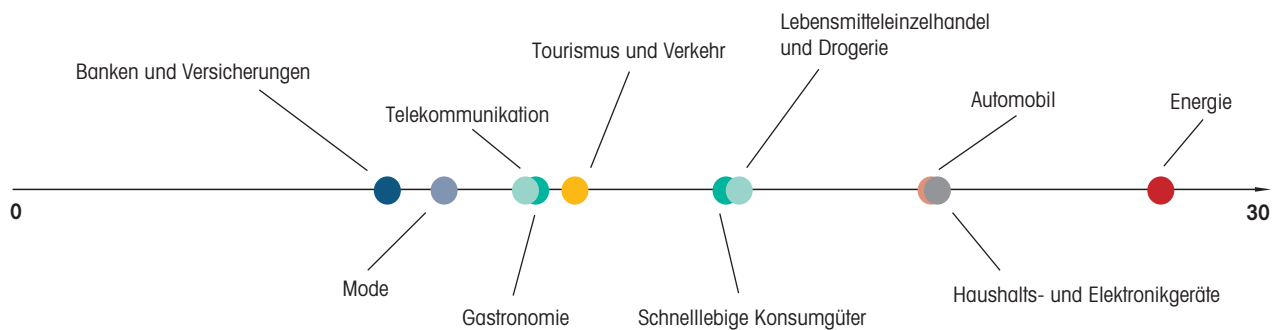 Lebensmitteleinzelhandel
und Drogerie
Tourismus und Verkehr
Banken und Versicherungen
Telekommunikation
Automobil
Energie
0
30
Mode
Gastronomie
Schnelllebige Konsumgüter
Haushalts- und Elektronikgeräte